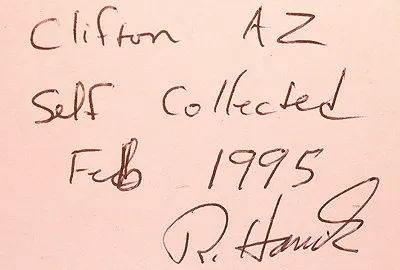 Clifton AZ
Self Collected
Feb 1995
R.